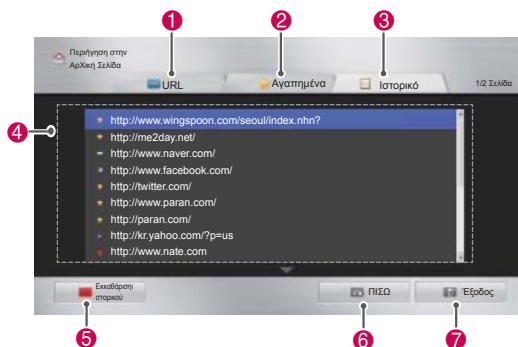 1
2
3
Περιήγηση στην
ΑρΧική Σελίδα
URL
Αγαπημένα
Ιστορικό
1/2 Σελίδα
4
http://www.wingspoon.com/seoul/index.nhn?
http://me2day.net/
http://www.naver.com/
http://www.facebook.com/
http://twitter.com/
http://www.paran.com/
http://paran.com/
http://kr.yahoo.com/?p=us
http://www.nate.com
Εκκαθάρισηι
στορικού
ΠΙΣΩ
Έξοδος
5
6
7